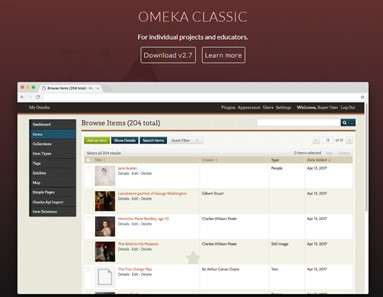 OMEKA CLASSIC
For individual projects and educators.
Download v2.7 Learn more
Browse Items (204 total)
My Omeka Plugins Appearance Users Settings Welcome, Super User Log Out
Dashboard
Items
Collections
Item Types
Tags
Exhibits
Map
Simple Pages
Omeka Api Import
Item Relations
Browse Items (204 total)
Add an Item Show Details Search Items Quick Filter
of 21
Select all 204 results 0 items selected Edit Delete
Title Creator Type Date Added
Jane Austen People Apr 13, 2017
Details · Edit · Delete
Lansdowne portrait of George Washington Gilbert Stuart Apr 13, 2017
Details · Edit · Delete
Henrietta Maria Bordley, age 10 Charles Willson Peale Apr 13, 2017
Details · Edit · Delete
The Artist in His Museum Charles Willson Peale Still Image Apr 13, 2017
Details · Edit · Delete
The Five Orange Pips Sir Arthur Conan Doyle Text Apr 13, 2017
Details · Edit · Delete